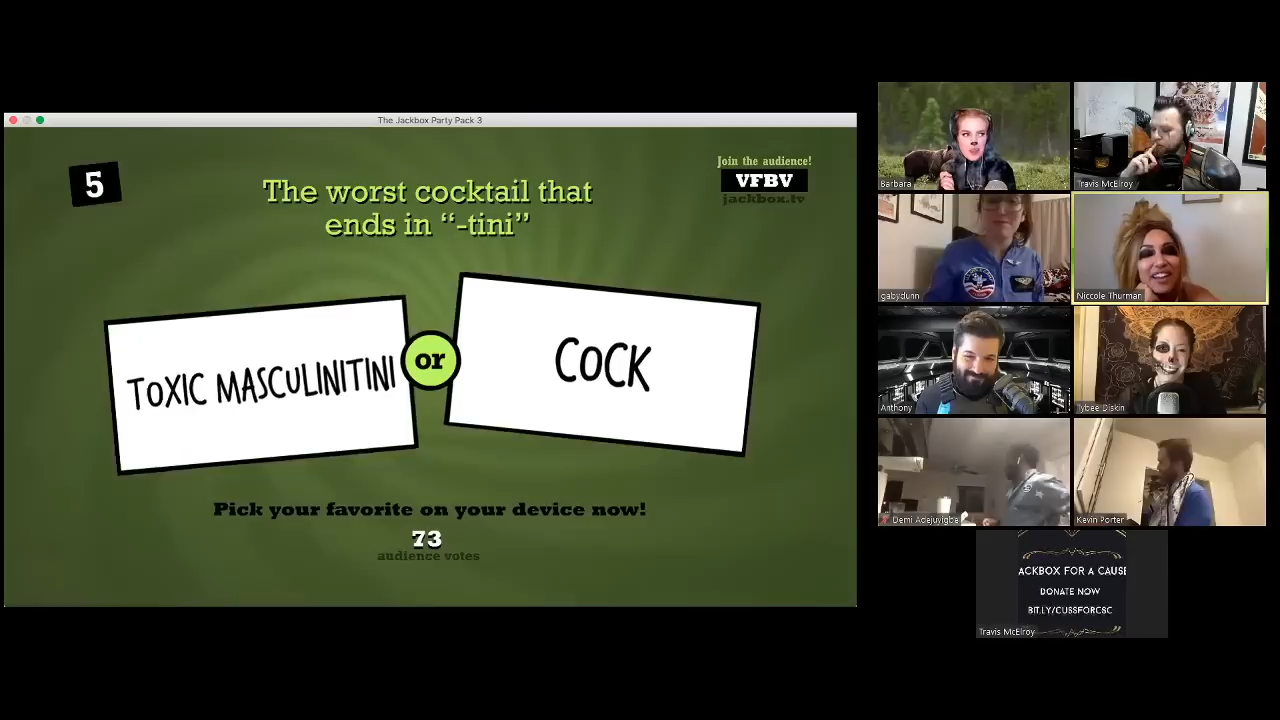 The Jackbox Party Pack 3
5
The worst cocktail that
ends in “-tini”
Join the audience!
VFBV
jackbox.tv
TOXIC MASCULINITINI
or
COCK
Pick your favorite on your device now!
73
audience votes
Barbara
Travis McElroy
gabydunn
Niccole Thurman
Anthony
Tybee Diskin
Demi Adejuyigbe
Kevin Porter
ACKBOX FOR A CAUSE
DONATE NOW
BIT.LY/CUSSFORCSC
Travis McElroy